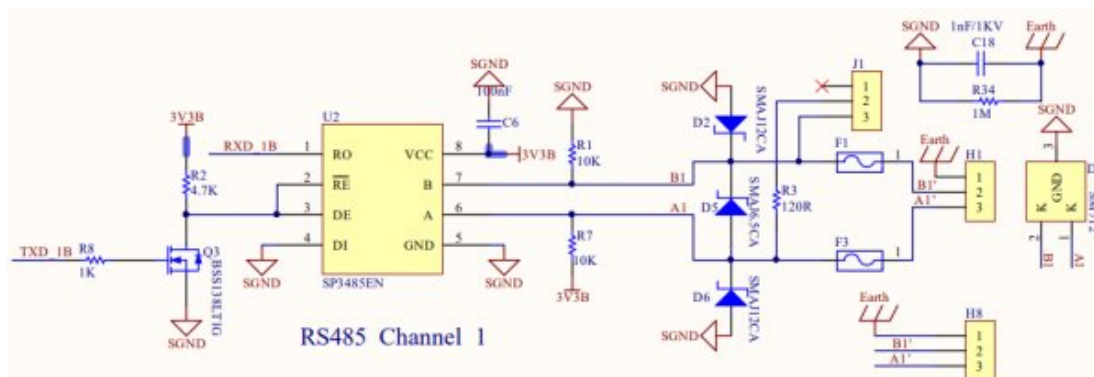 SGND
1nF/1KV
C18
Earth
R34
1M
SGND
100nF
C6
SGND
R1
10K
SGND
D2
SMAJ12CA
J1
1
2
3
3V3B
R2
4.7K
U2
RXD_1B
1
RO
VCC
8
3V3B
2
RE
B
7
B1
3
DE
A
6
A1
4
DI
GND
5
SGND
SP3485EN
SGND
R7
10K
3V3B
D5
SMAJ6.5CA
R3
120R
F1
1
F3
1
B1'
A1'
Earth
H1
1
2
3
SGND
3
GND
K
K
2
1
B1
A1
TXD_1B
R8
1K
Q3
BSS138LT1G
SGND
D6
SMAJ12CA
SGND
RS485 Channel 1
Earth
H8
B1'
A1'
1
2
3